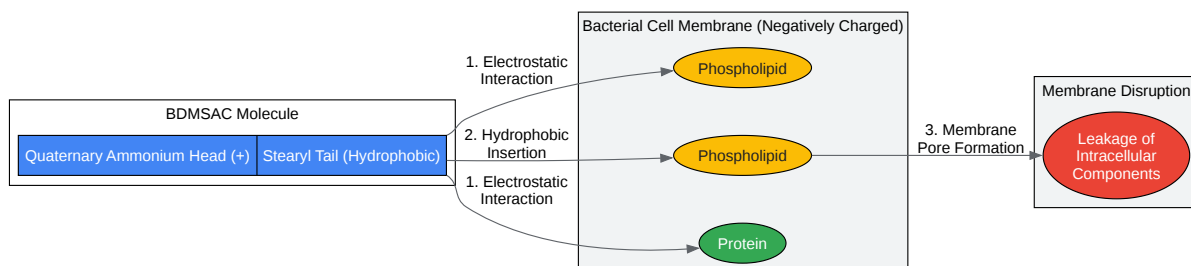 Bacterial Cell Membrane (Negatively Charged)
1. Electrostatic
Interaction
Phospholipid
Membrane Disruption
BDMSAC Molecule
Quaternary Ammonium Head (+)
Stearyl Tail (Hydrophobic)
2. Hydrophobic
Insertion
Phospholipid
3. Membrane
Pore Formation
Leakage of
Intracellular
Components
1. Electrostatic
Interaction
Protein